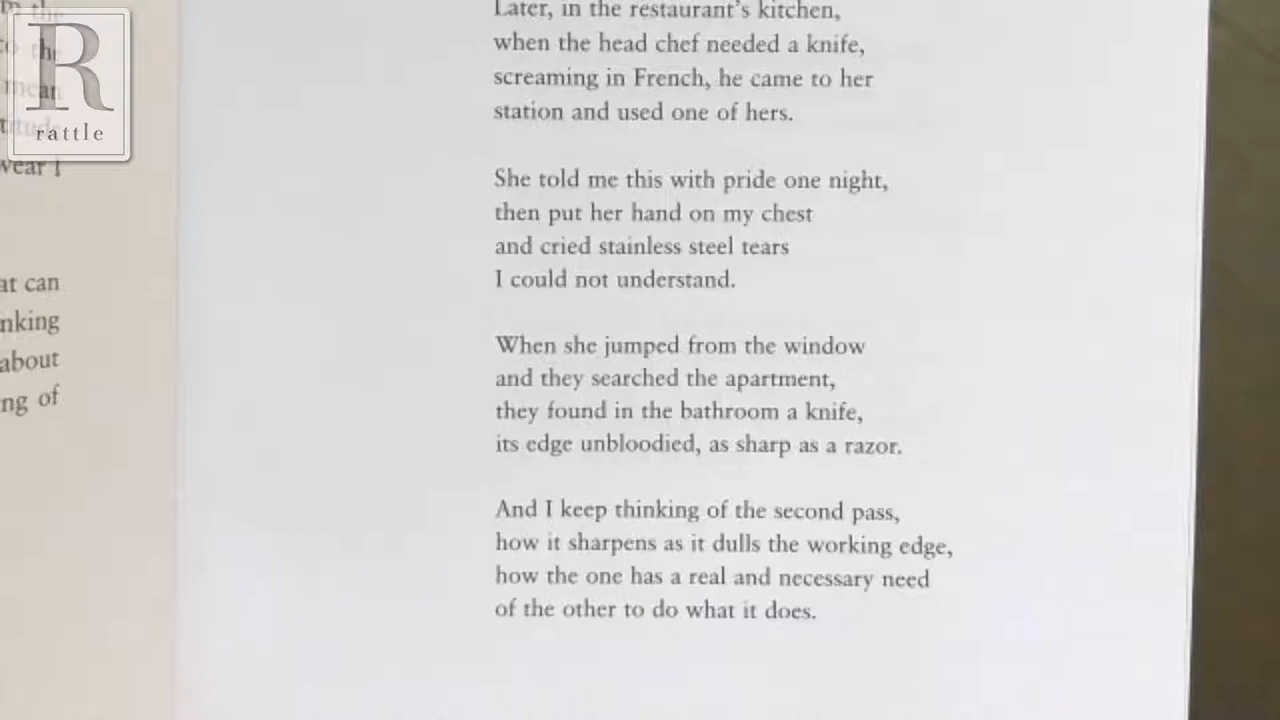 R
rattle
the
to the
mean
wear I
at can
nking
about
ng of
Later, in the restaurant's kitchen,
when the head chef needed a knife,
screaming in French, he came to her
station and used one of hers.
She told me this with pride one night,
then put her hand on my chest
and cried stainless steel tears
I could not understand.
When she jumped from the window
and they searched the apartment,
they found in the bathroom a knife,
its edge unbloodied, as sharp as a razor.
And I keep thinking of the second pass,
how it sharpens as it dulls the working edge,
how the one has a real and necessary need
of the other to do what it does.